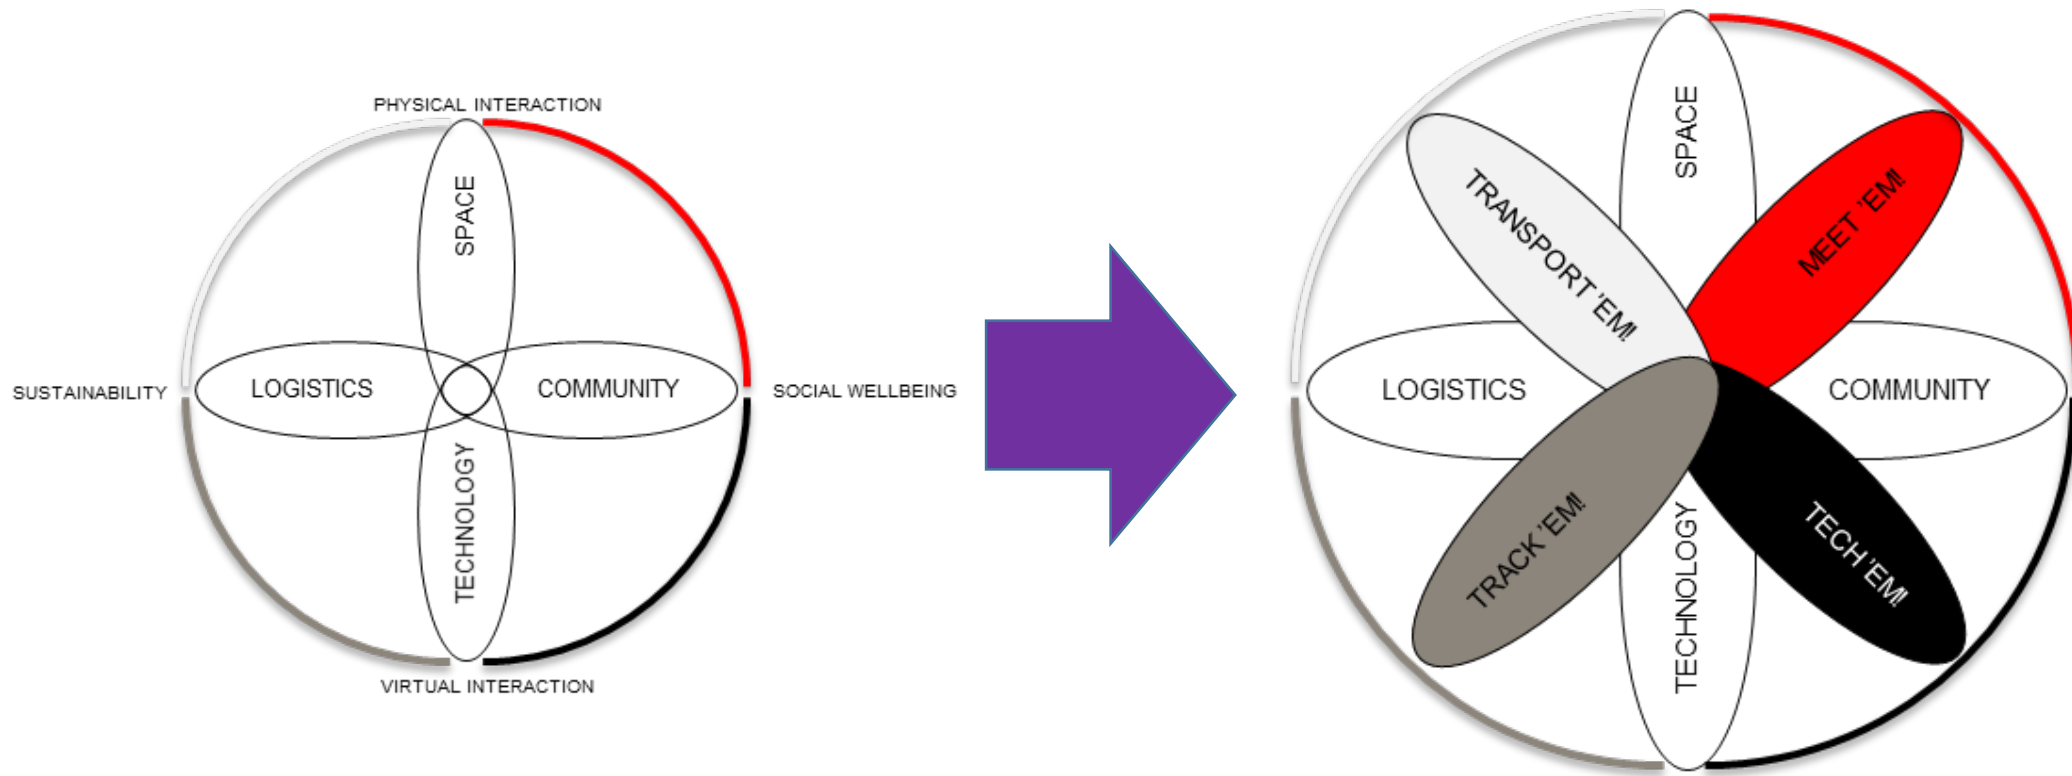 PHYSICAL INTERACTION
SPACE
SUSTAINABILITY
LOGISTICS
COMMUNITY
SOCIAL WELLBEING
TECHNOLOGY
VIRTUAL INTERACTION
SPACE
TRANSPORT 'EM!
MEET 'EM!
LOGISTICS
COMMUNITY
TRACK 'EM!
TECH 'EM!
TECHNOLOGY